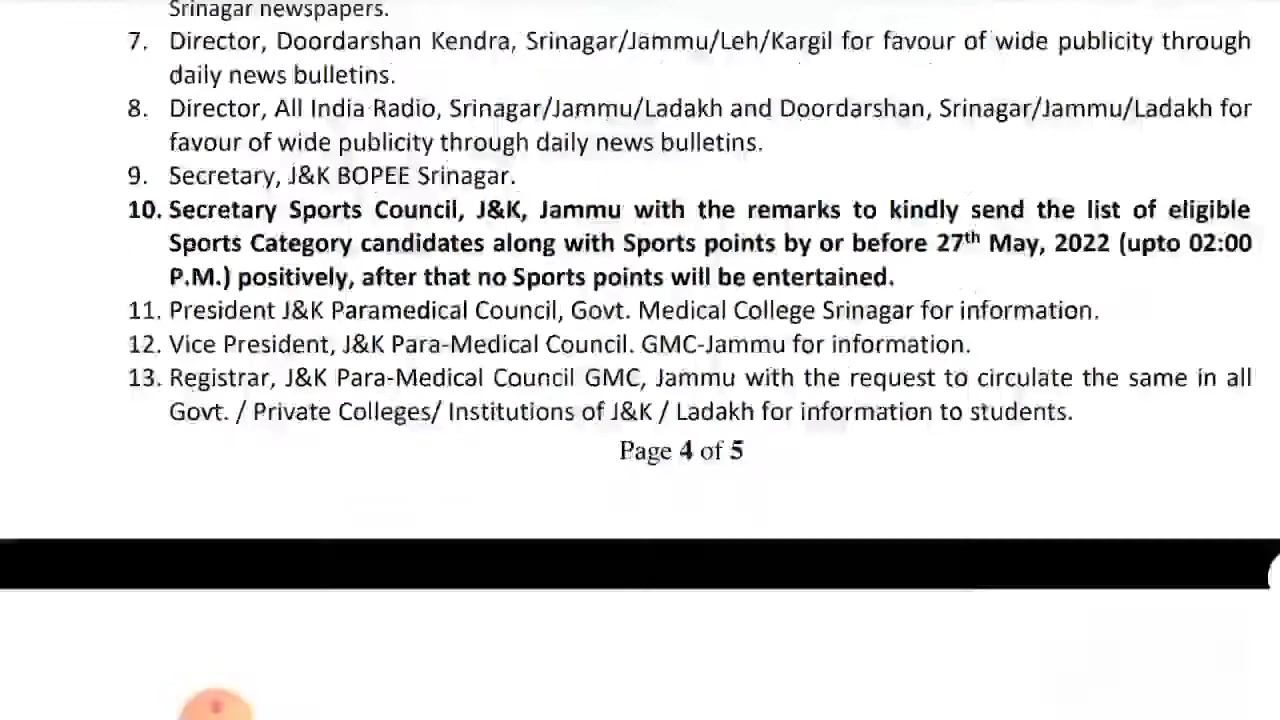 Srinagar newspapers.
7. Director, Doordarshan Kendra, Srinagar/Jammu/Leh/Kargil for favour of wide publicity through
daily news bulletins.
8. Director, All India Radio, Srinagar/Jammu/Ladakh and Doordarshan, Srinagar/Jammu/Ladakh for
favour of wide publicity through daily news bulletins.
9. Secretary, J&K BOPEE Srinagar.
10. Secretary Sports Council, J&K, Jammu with the remarks to kindly send the list of eligible
Sports Category candidates along with Sports points by or before 27th May, 2022 (upto 02:00
P.M.) positively, after that no Sports points will be entertained.
11. President J&K Paramedical Council, Govt. Medical College Srinagar for information.
12. Vice President, J&K Para-Medical Council. GMC-Jammu for information.
13. Registrar, J&K Para-Medical Council GMC, Jammu with the request to circulate the same in all
Govt. / Private Colleges/ Institutions of J&K / Ladakh for information to students.
Page 4 of 5